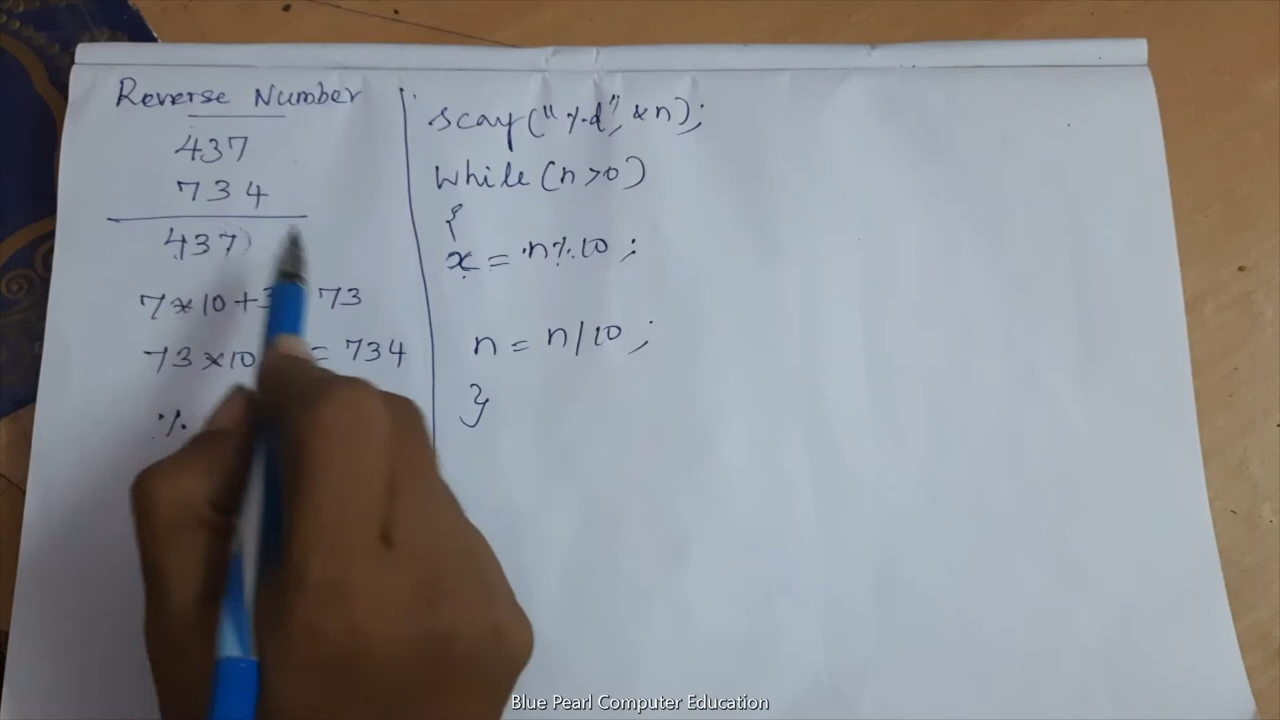 Reverse Number
437
734
437
7*10+3 73
73×10 = 734
%
scanf("%d", &n);
while(n>0)
{
x = n%10;
n = n/10;
}
Blue Pearl Computer Education